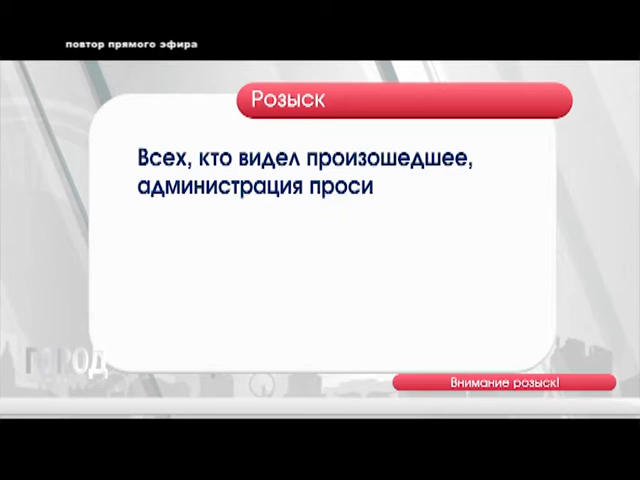 повтор прямого эфира
Розыск
Всех, кто видел произошедшее,
администрация проси
ГОРОД
Внимание розыск!